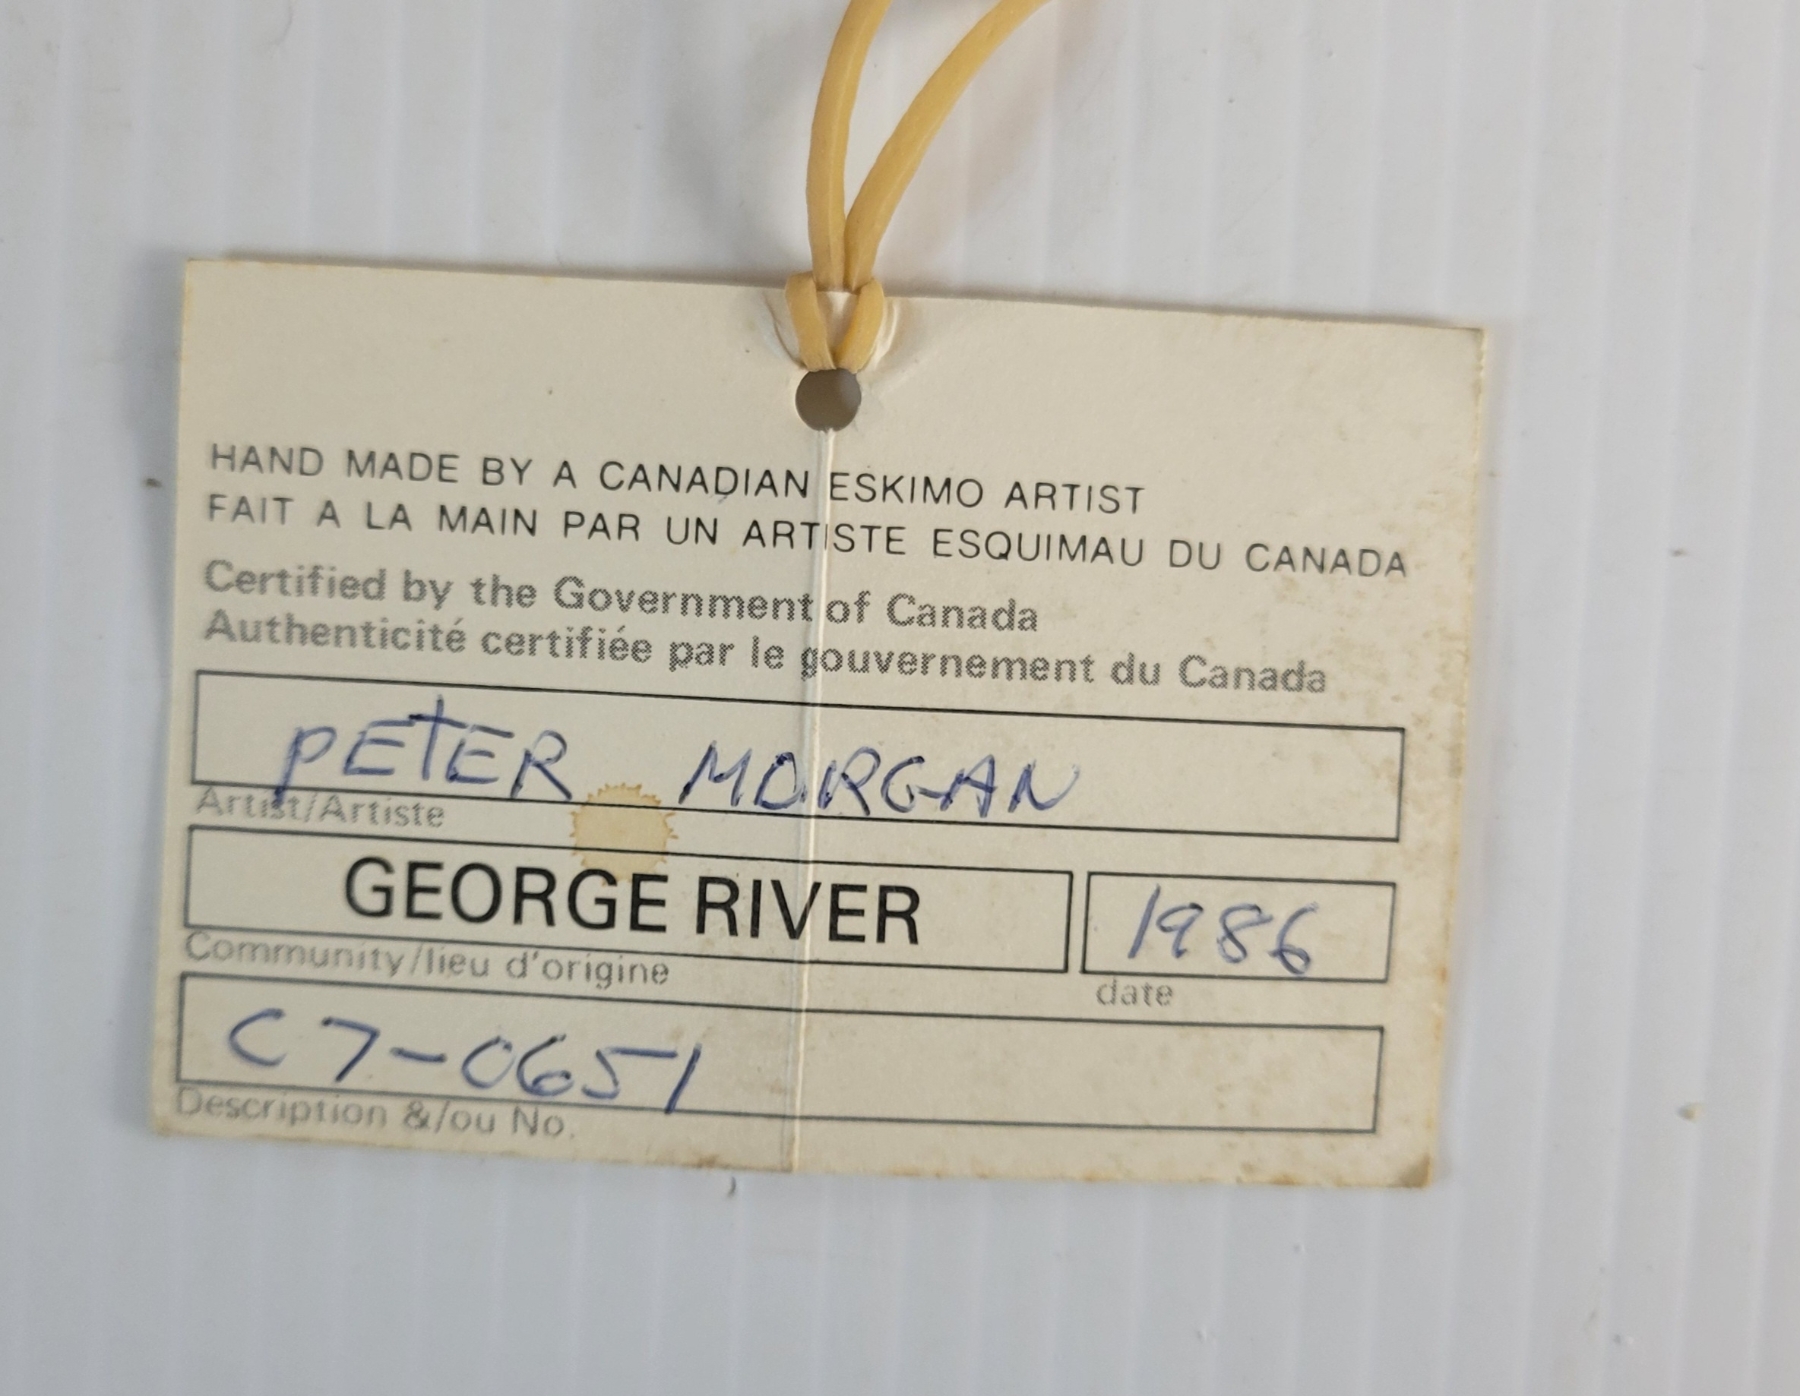 HAND MADE BY A CANADIAN ESKIMO ARTIST
FAIT A LA MAIN PAR UN ARTISTE ESQUIMAU DU CANADA
Certified by the Government of Canada
Authenticité certifiée par le gouvernement du Canada
PETER MORGAN
Artist/Artiste
GEORGE RIVER 1986
Community/lieu d'origine date
C7-0651
Description &/ou No.